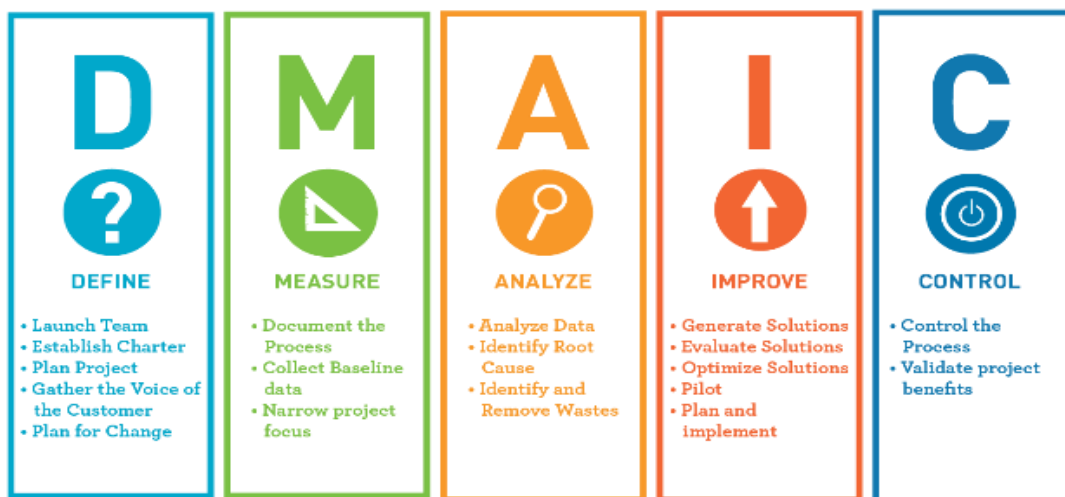 D
?
DEFINE
• Launch Team
• Establish Charter
• Plan Project
• Gather the Voice of
the Customer
• Plan for Change
M
MEASURE
• Document the
Process
• Collect Baseline
data
• Narrow project
focus
A
ANALYZE
• Analyze Data
• Identify Root
Cause
• Identify and
Remove Wastes
I
IMPROVE
• Generate Solutions
• Evaluate Solutions
• Optimize Solutions
• Pilot
• Plan and
implement
C
CONTROL
• Control the
Process
• Validate project
benefits